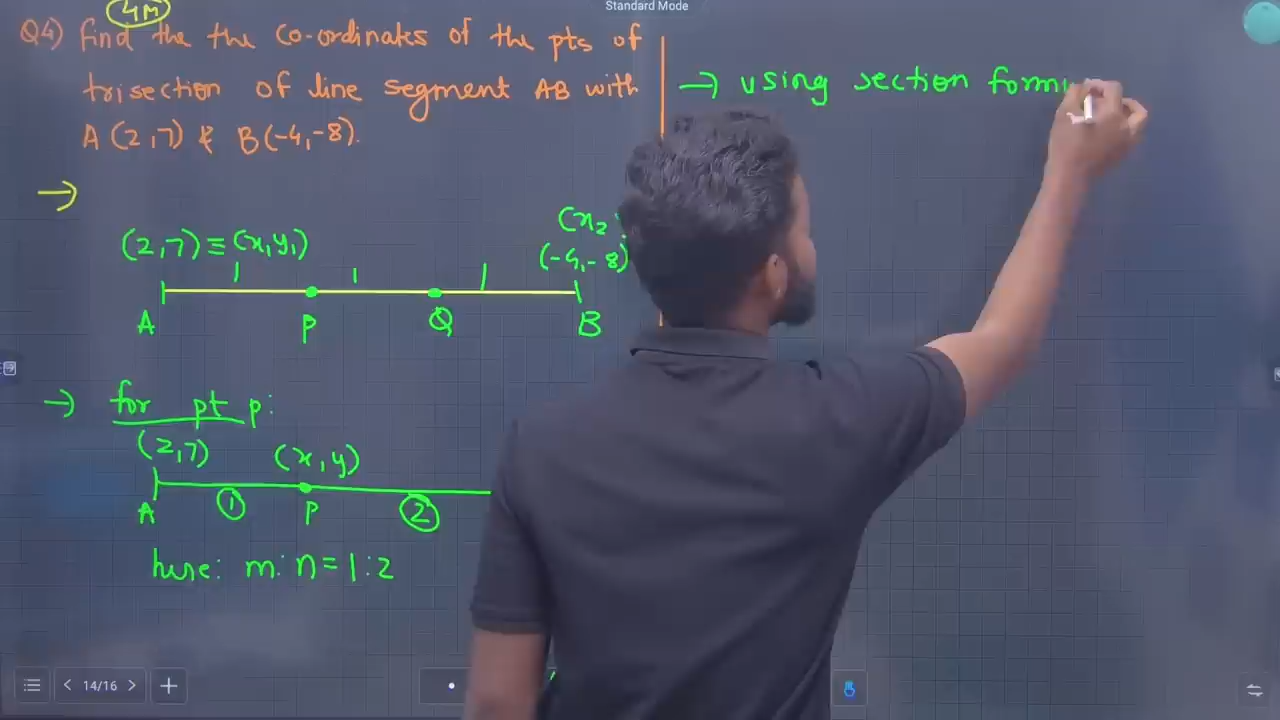 Standard Mode
4M
Q4) find the the co-ordinates of the pts of
trisection of line segment AB with
A (2,7) & B(-4,-8).
→
(2,7) ≡ (x,y₁)
(x₂
(-4,-8)
1 1 1
A P Q B
→ for pt p:
(2,7) (x,y)
① ②
A P
here: m:n = 1:2
→ using section
14/16